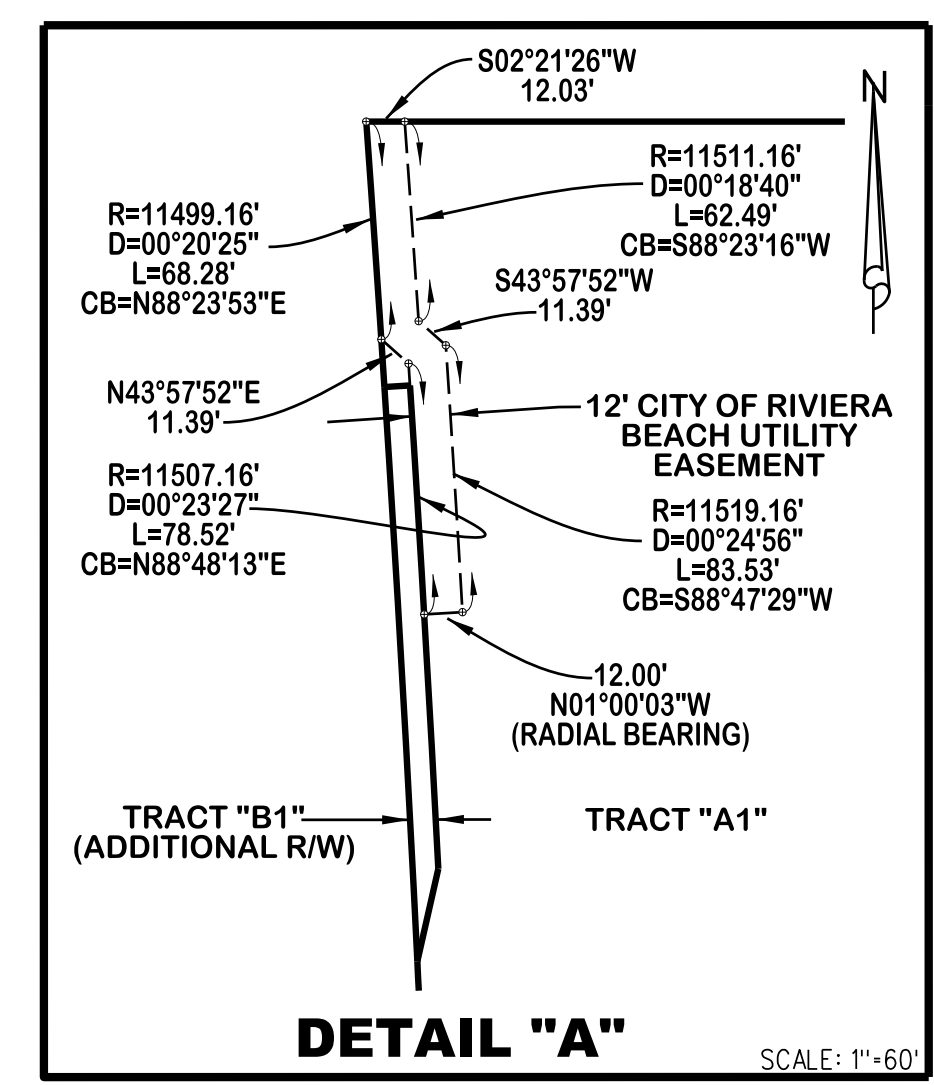 S02°21'26"W
12.03'
N
R=11511.16'
D=00°18'40"
L=62.49'
CB=S88°23'16"W
R=11499.16'
D=00°20'25"
L=68.28'
CB=N88°23'53"E
S43°57'52"W
11.39'
N43°57'52"E
11.39'
12' CITY OF RIVIERA
BEACH UTILITY
EASEMENT
R=11507.16'
D=00°23'27"
L=78.52'
CB=N88°48'13"E
R=11519.16'
D=00°24'56"
L=83.53'
CB=S88°47'29"W
12.00'
N01°00'03"W
(RADIAL BEARING)
TRACT "B1"
(ADDITIONAL R/W)
TRACT "A1"
DETAIL "A"
SCALE: 1"=60'